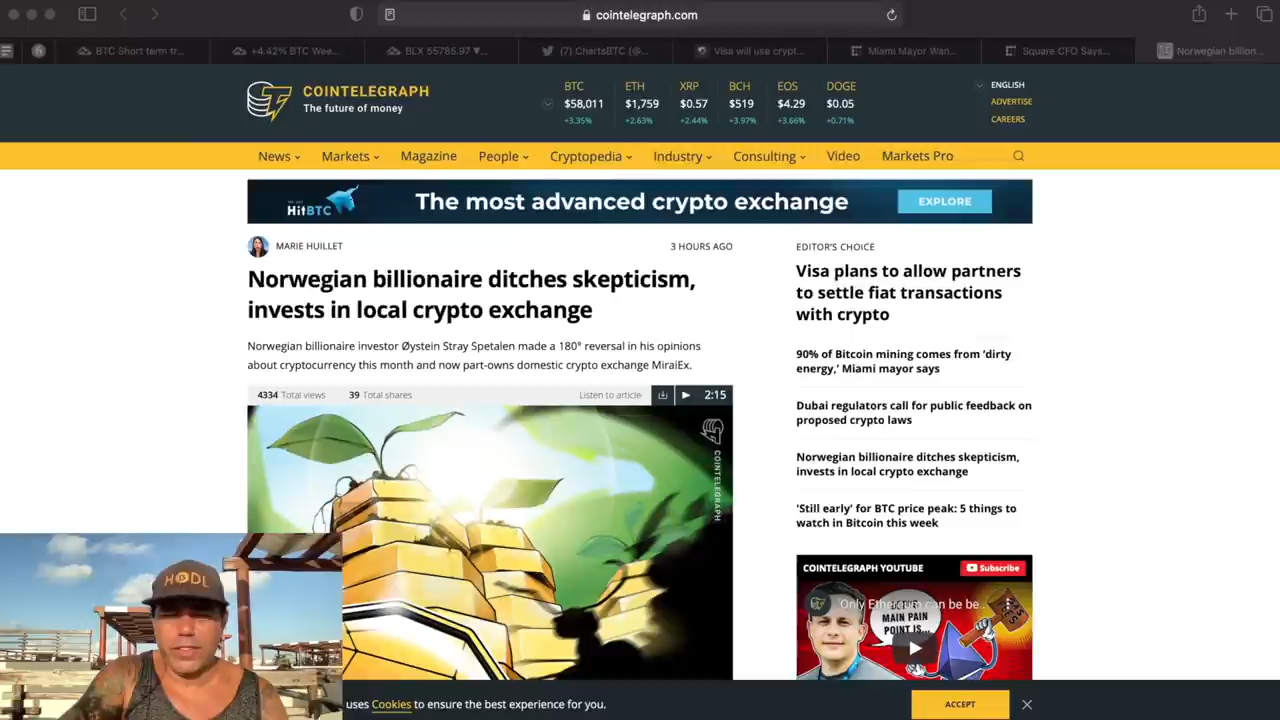 cointelegraph.com
BTC Short term tr...
+4.42% BTC Wee...
BLX 55785.97 ▼...
(7) ChartsBTC (@...
Visa will use crypt...
Miami Mayor Wan...
Square CFO Says...
Norwegian billion...
COINTELEGRAPH
The future of money
BTC
$58,011
+3.35%
ETH
$1,759
+2.63%
XRP
$0.57
+2.44%
BCH
$519
+3.97%
EOS
$4.29
+3.66%
DOGE
$0.05
+0.71%
ENGLISH
ADVERTISE
CAREERS
News
Markets
Magazine
People
Cryptopedia
Industry
Consulting
Video
Markets Pro
HitBTC
The most advanced crypto exchange
EXPLORE
MARIE HUILLET
3 HOURS AGO
Norwegian billionaire ditches skepticism,
invests in local crypto exchange
Norwegian billionaire investor Øystein Stray Spetalen made a 180° reversal in his opinions
about cryptocurrency this month and now part-owns domestic crypto exchange MiraiEx.
4334 Total views
39 Total shares
Listen to article
2:15
COINTELEGRAPH
EDITOR'S CHOICE
Visa plans to allow partners
to settle fiat transactions
with crypto
90% of Bitcoin mining comes from ‘dirty
energy,’ Miami mayor says
Dubai regulators call for public feedback on
proposed crypto laws
Norwegian billionaire ditches skepticism,
invests in local crypto exchange
'Still early' for BTC price peak: 5 things to
watch in Bitcoin this week
COINTELEGRAPH YOUTUBE
Subscribe
'Only Ethereum can be be...
MAIN PAIN
POINT IS...
HODL
uses Cookies to ensure the best experience for you.
ACCEPT